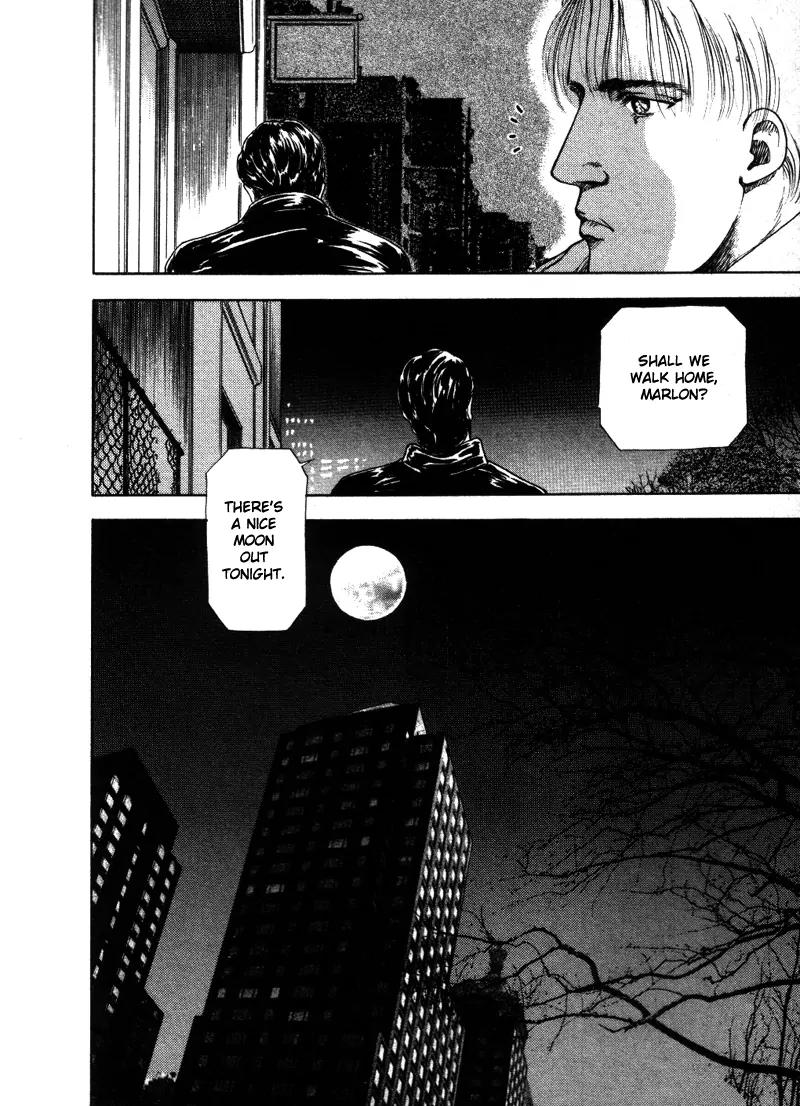 SHALL WE
WALK HOME,
MARLON?
THERE'S
A NICE
MOON
OUT
TONIGHT.